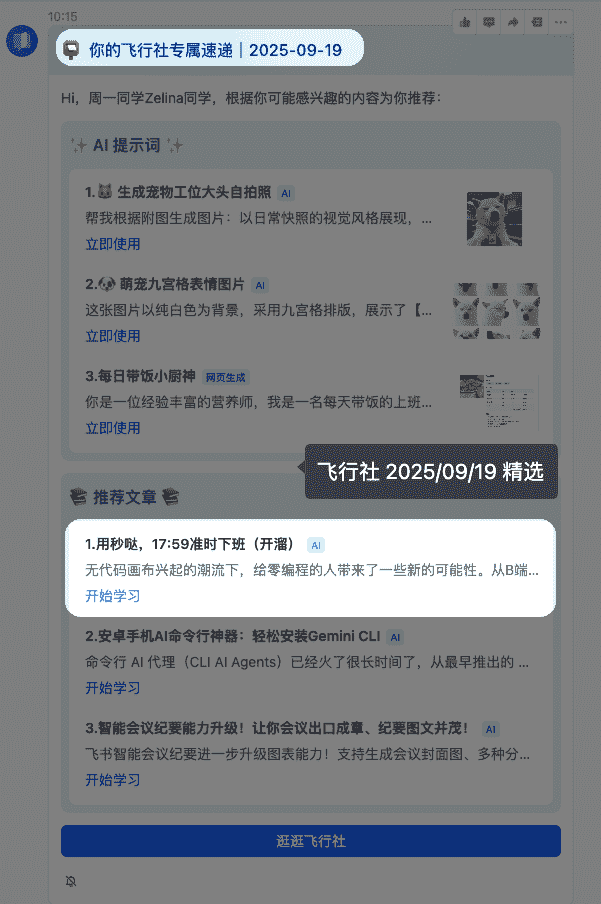 10:15
你的飞行社专属速递｜2025-09-19
Hi，周一同学Zelina同学，根据你可能感兴趣的内容为你推荐：
AI 提示词
1.🐱 生成宠物工位大头自拍照 AI
帮我根据附图生成图片：以日常快照的视觉风格展现，...
立即使用
2.🐶 萌宠九宫格表情图片 AI
这张图片以纯白色为背景，采用九宫格排版，展示了【...
立即使用
3.每日带饭小厨神 网页生成
你是一位经验丰富的营养师，我是一名每天带饭的上班...
立即使用
飞行社 2025/09/19 精选
推荐文章
1.用秒哒，17:59准时下班（开溜） AI
无代码画布兴起的潮流下，给零编程的人带来了一些新的可能性。从B端...
开始学习
2.安卓手机AI命令行神器：轻松安装Gemini CLI AI
命令行 AI 代理（CLI AI Agents）已经火了很长时间了，从最早推出的 ...
开始学习
3.智能会议纪要能力升级！让你会议出口成章、纪要图文并茂！ AI
飞书智能会议纪要进一步升级图表能力！支持生成会议封面图、多种分...
开始学习
逛逛飞行社